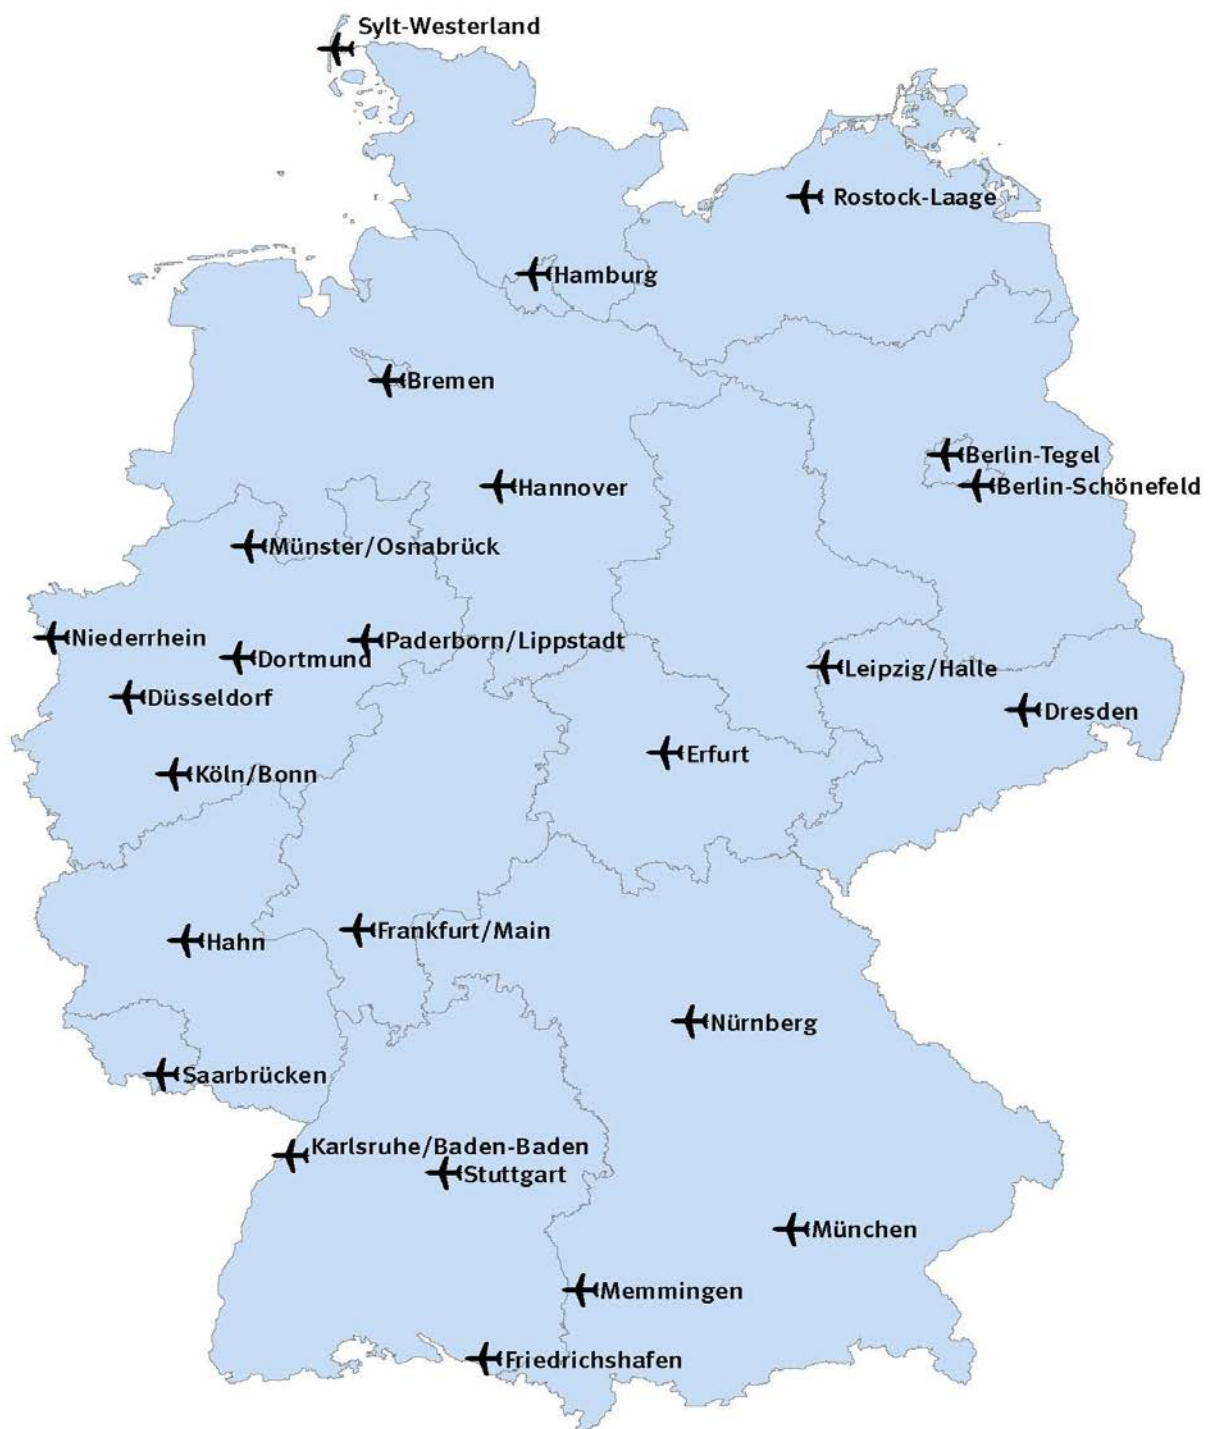 Sylt-Westerland
Rostock-Laage
Hamburg
Bremen
Berlin-Tegel
Berlin-Schönefeld
Hannover
Münster/Osnabrück
Niederrhein
Paderborn/Lippstadt
Dortmund
Leipzig/Halle
Düsseldorf
Dresden
Erfurt
Köln/Bonn
Frankfurt/Main
Hahn
Nürnberg
Saarbrücken
Karlsruhe/Baden-Baden
Stuttgart
München
Memmingen
Friedrichshafen